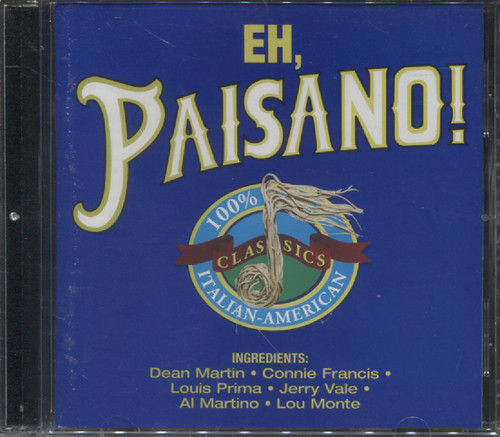 EH,
PAISANO!
100%
CLASSICS
ITALIAN-AMERICAN
INGREDIENTS:
Dean Martin • Connie Francis •
Louis Prima • Jerry Vale •
Al Martino • Lou Monte